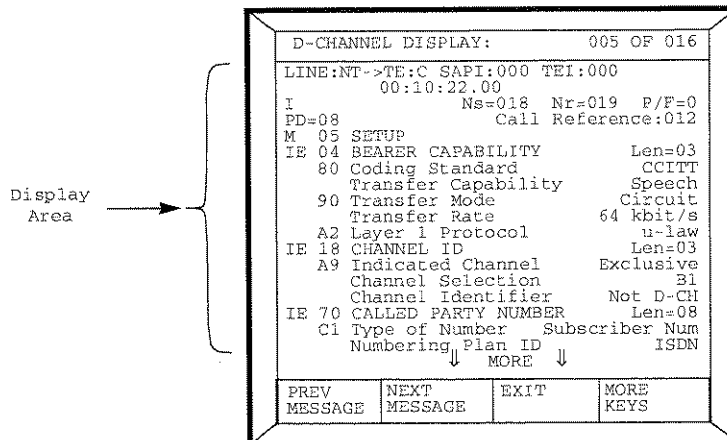 D-CHANNEL DISPLAY: 005 OF 016
LINE:NT->TE:C SAPI:000 TEI:000
00:10:22.00
I Ns=018 Nr=019 P/F=0
PD=08 Call Reference:012
M 05 SETUP
IE 04 BEARER CAPABILITY Len=03
80 Coding Standard CCITT
Transfer Capability Speech
90 Transfer Mode Circuit
Transfer Rate 64 kbit/s
A2 Layer 1 Protocol u-law
IE 18 CHANNEL ID Len=03
A9 Indicated Channel Exclusive
Channel Selection B1
Channel Identifier Not D-CH
IE 70 CALLED PARTY NUMBER Len=08
C1 Type of Number Subscriber Num
Numbering Plan ID ISDN
⇓ MORE ⇓
PREV MESSAGE
NEXT MESSAGE
EXIT
MORE KEYS
Display
Area